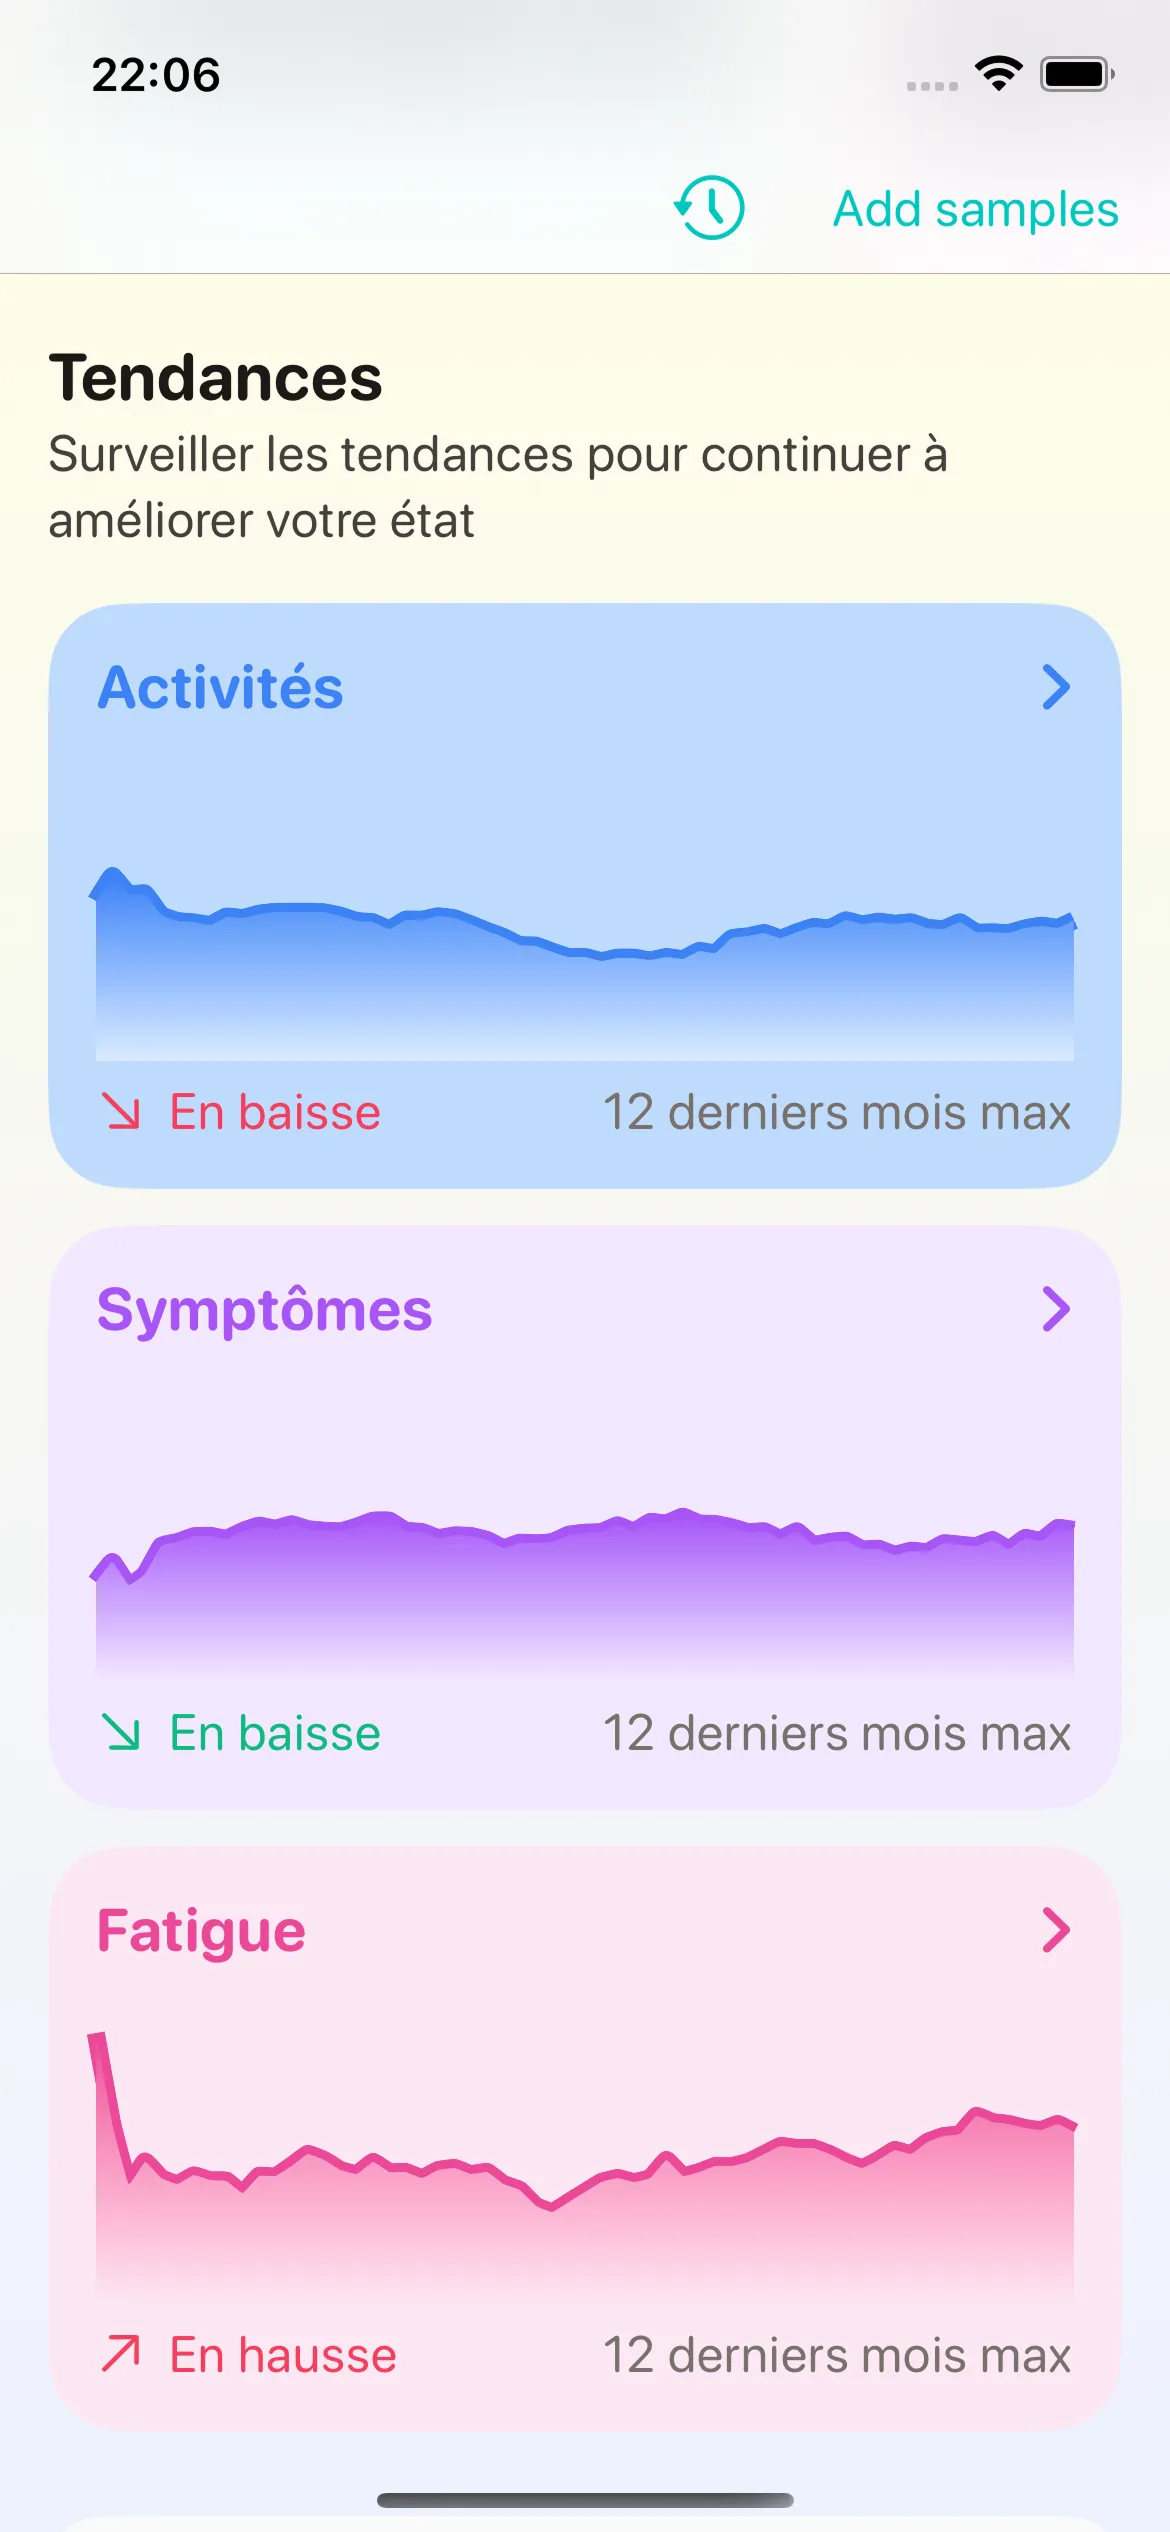 22:06
Add samples
Tendances
Surveiller les tendances pour continuer à
améliorer votre état
Activités
En baisse
12 derniers mois max
Symptômes
En baisse
12 derniers mois max
Fatigue
En hausse
12 derniers mois max